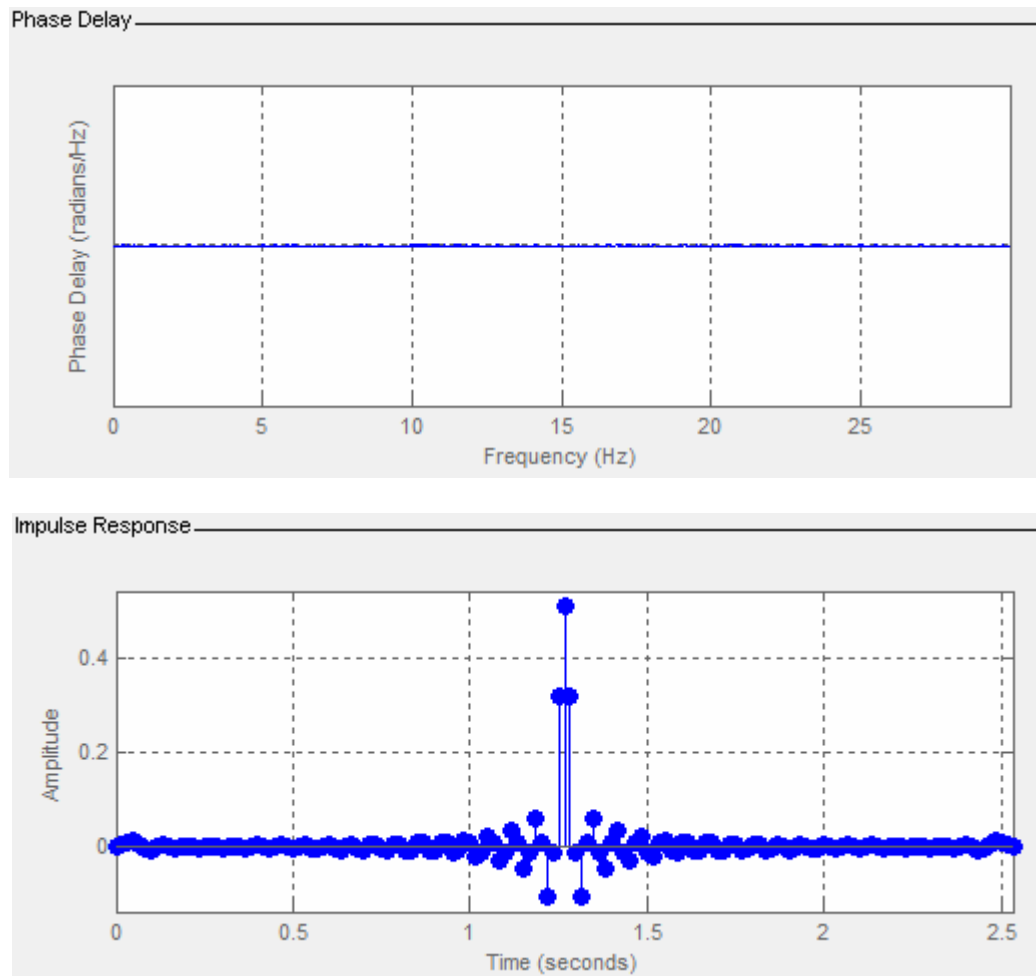 Phase Delay
Phase Delay (radians/Hz)
0 5 10 15 20 25
Frequency (Hz)
Impulse Response
Amplitude
0.4
0.2
0
0 0.5 1 1.5 2 2.5
Time (seconds)